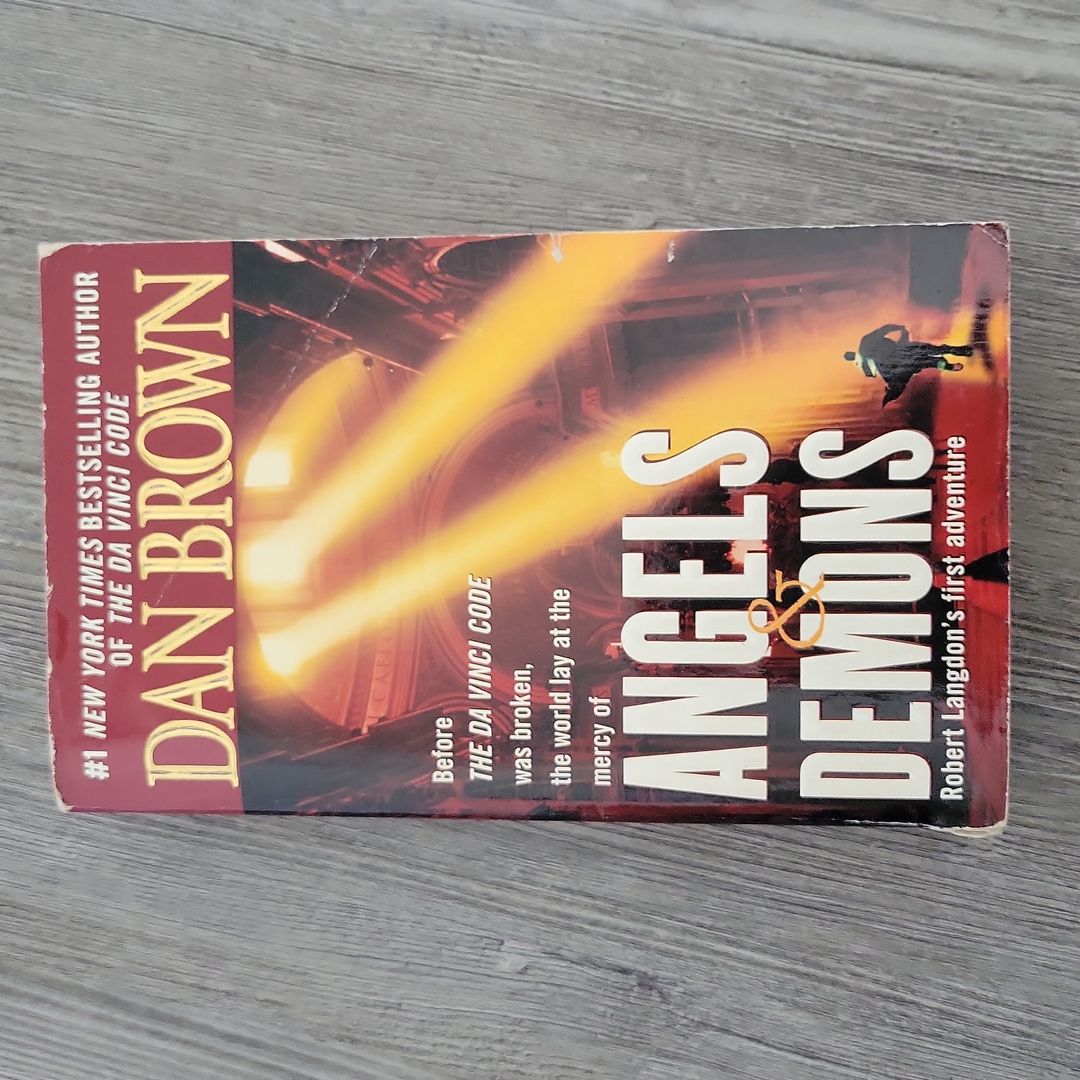 #1 NEW YORK TIMES BESTSELLING AUTHOR
OF THE DA VINCI CODE
DAN BROWN
Before
THE DA VINCI CODE
was broken,
the world lay at the
mercy of
ANGELS
&
DEMONS
Robert Langdon's first adventure